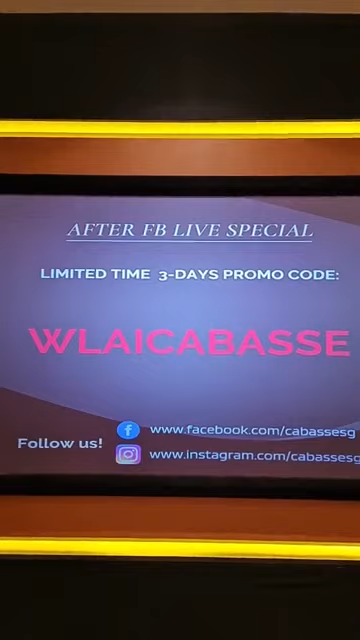 AFTER FB LIVE SPECIAL
LIMITED TIME 3-DAYS PROMO CODE:
WLAICABASSE
Follow us!
www.facebook.com/cabassesg
www.instagram.com/cabassesg